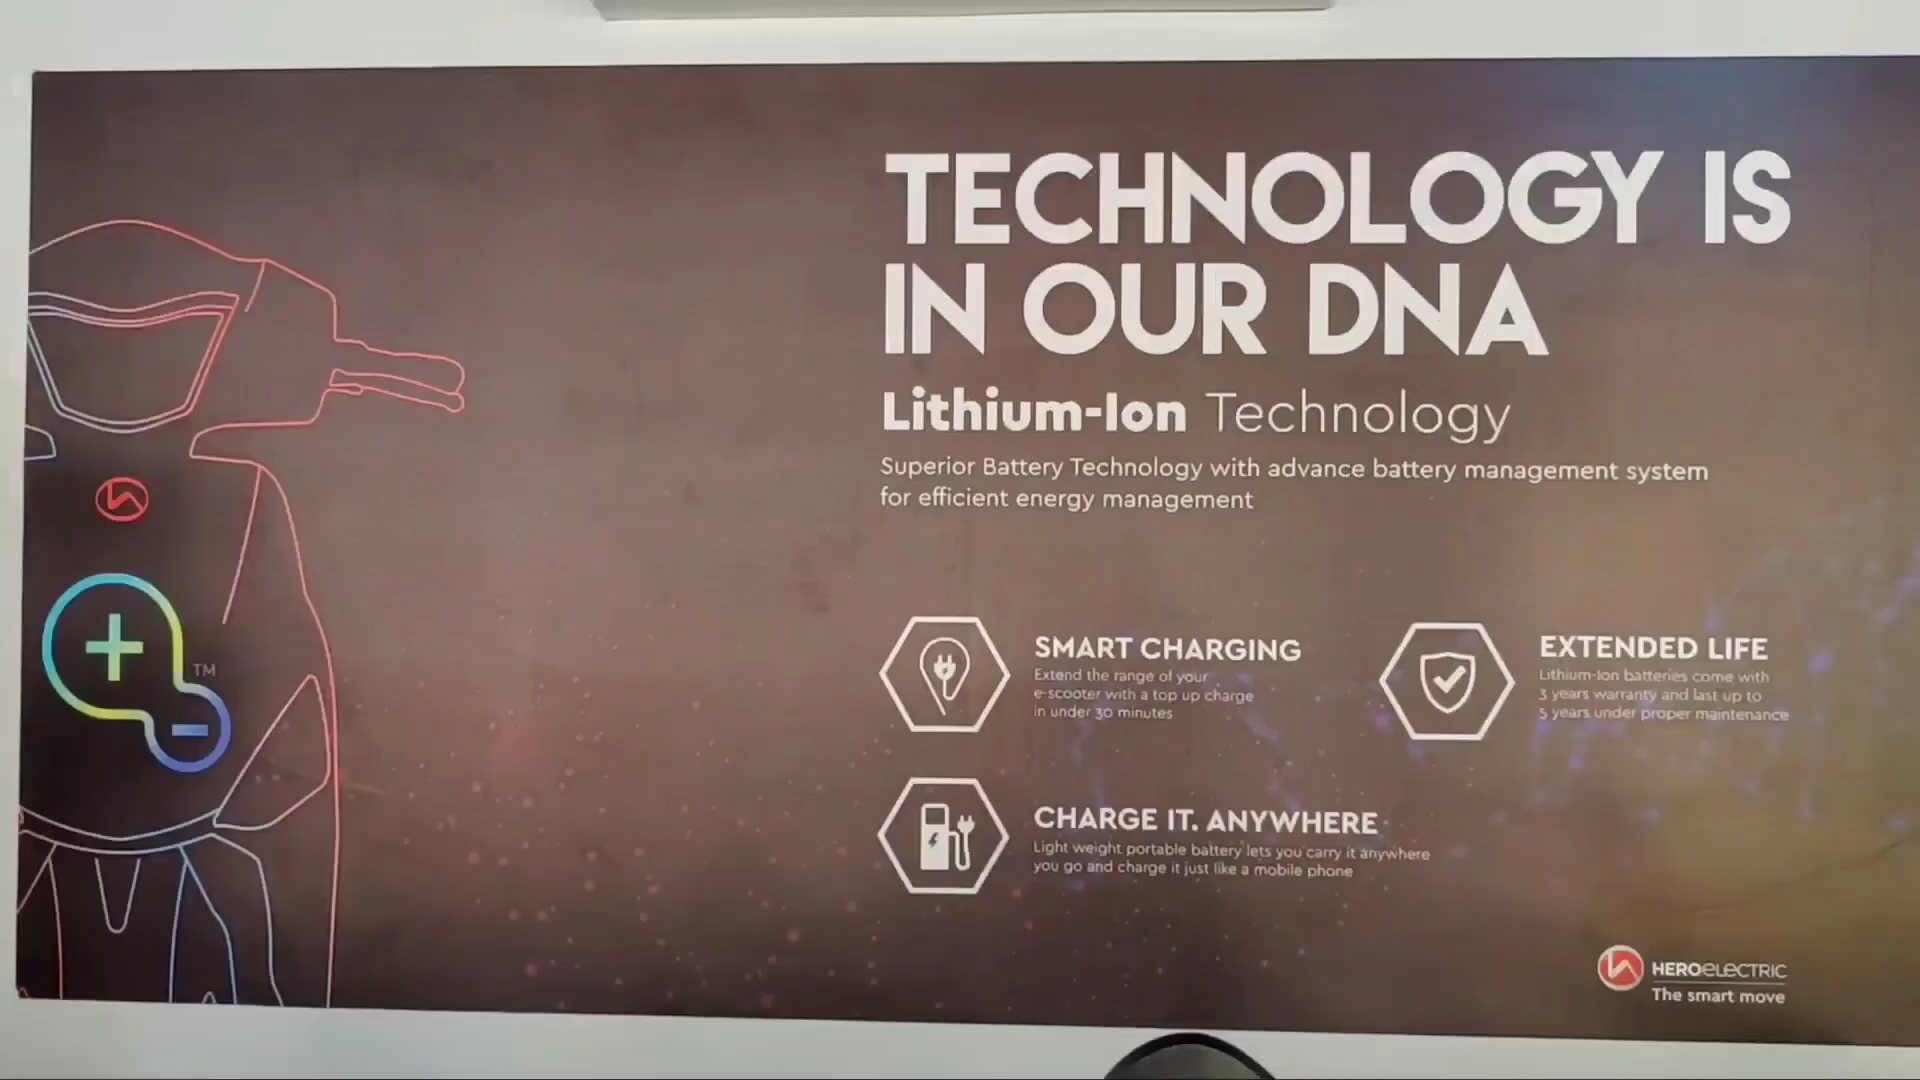 TECHNOLOGY IS
IN OUR DNA
Lithium-Ion Technology
Superior Battery Technology with advance battery management system
for efficient energy management
SMART CHARGING
Extend the range of your
e-scooter with a top up charge
in under 30 minutes
EXTENDED LIFE
Lithium-Ion batteries come with
3 years warranty and last up to
5 years under proper maintenance
CHARGE IT. ANYWHERE
Light weight portable battery lets you carry it anywhere
you go and charge it just like a mobile phone
TM
HEROELECTRIC
The smart move